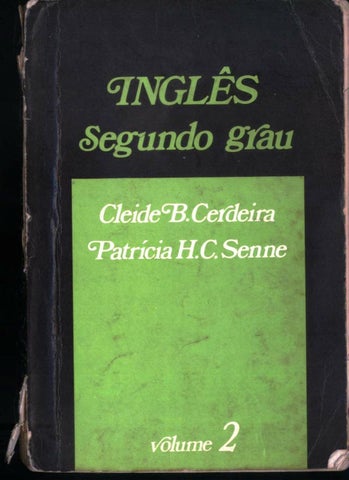 INGLÊS
segundo grau
Cleide B. Cerdeira
Patrícia H. C. Senne
volume 2